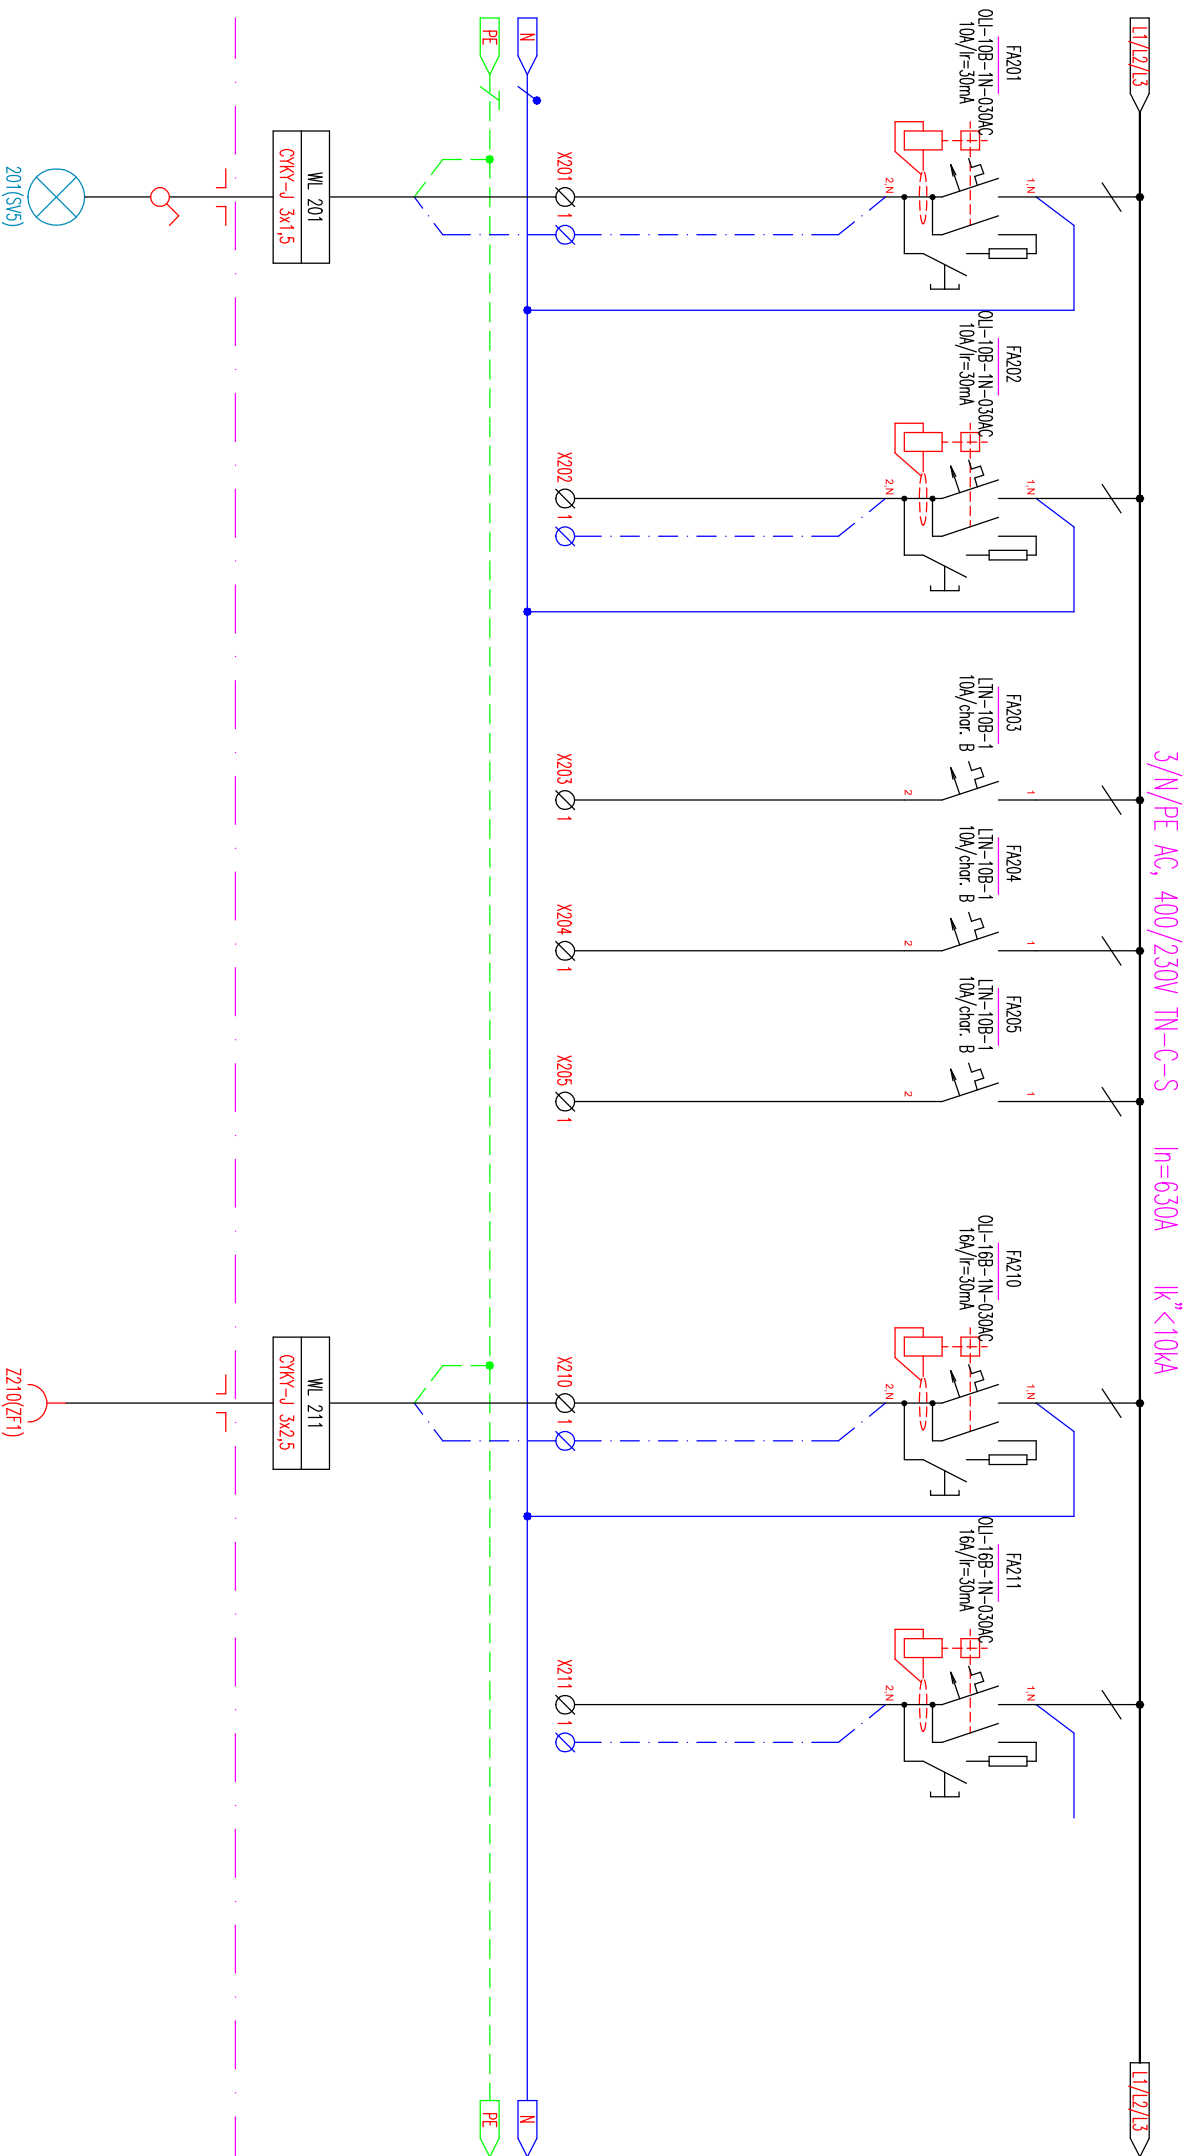 3/N/PE AC, 400/230V TN-C-S In=630A Ik"<10kA
L1/L2/L3
L1/L2/L3
FA201
OLI-10B-1N-030AC
10A/Ir=30mA
1,N
2,N
FA202
OLI-10B-1N-030AC
10A/Ir=30mA
1,N
2,N
FA203
LTN-10B-1
10A/char. B
1
2
FA204
LTN-10B-1
10A/char. B
1
2
FA205
LTN-10B-1
10A/char. B
1
2
FA210
OLI-16B-1N-030AC
16A/Ir=30mA
1,N
2,N
FA211
OLI-16B-1N-030AC
16A/Ir=30mA
1,N
2,N
X201 1
X202 1
X203 1
X204 1
X205 1
X210 1
X211 1
N
N
PE
PE
WL 201
CYKY-J 3x1,5
WL 211
CYKY-J 3x2,5
201(SV5)
Z210(ZF1)